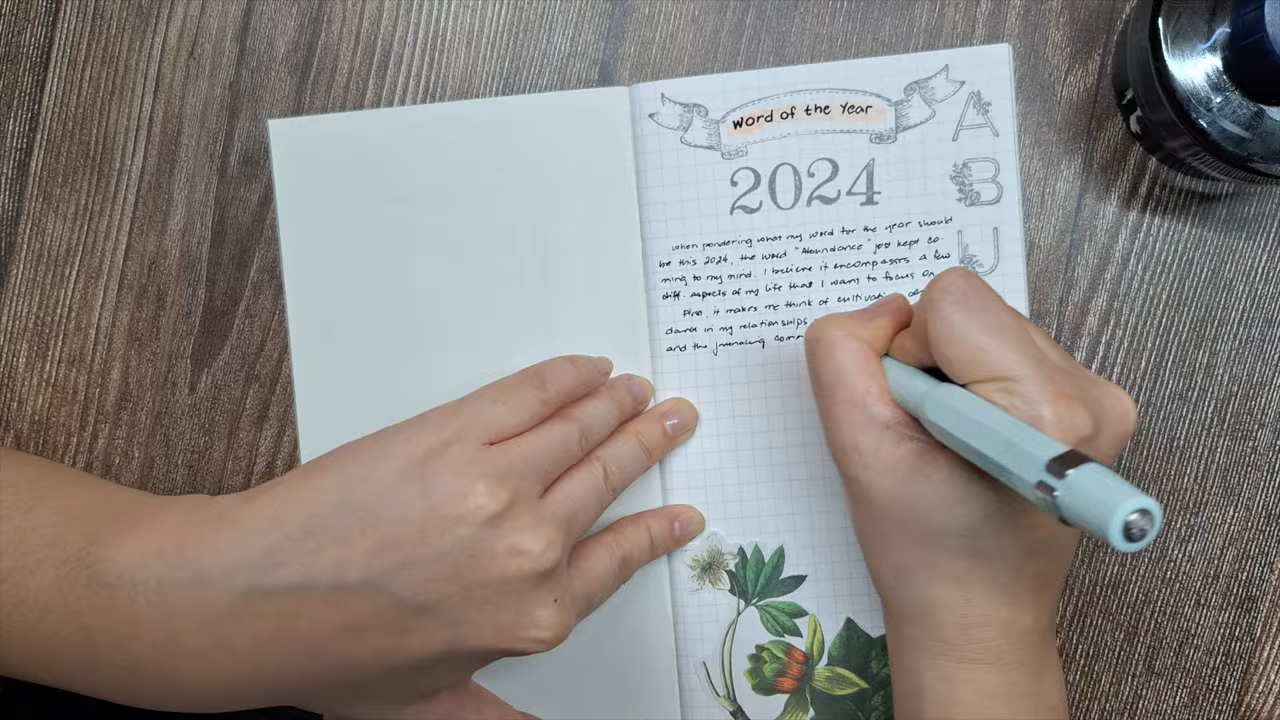 Word of the Year
2024
A
B
U
When pondering what my word for the year should
be this 2024, the word "Abundance" just kept co-
ming to my mind. I believe it encompasses a few
diff. aspects of my life that I want to focus on
First, it makes me think of
dance in my relationships
and the journaling